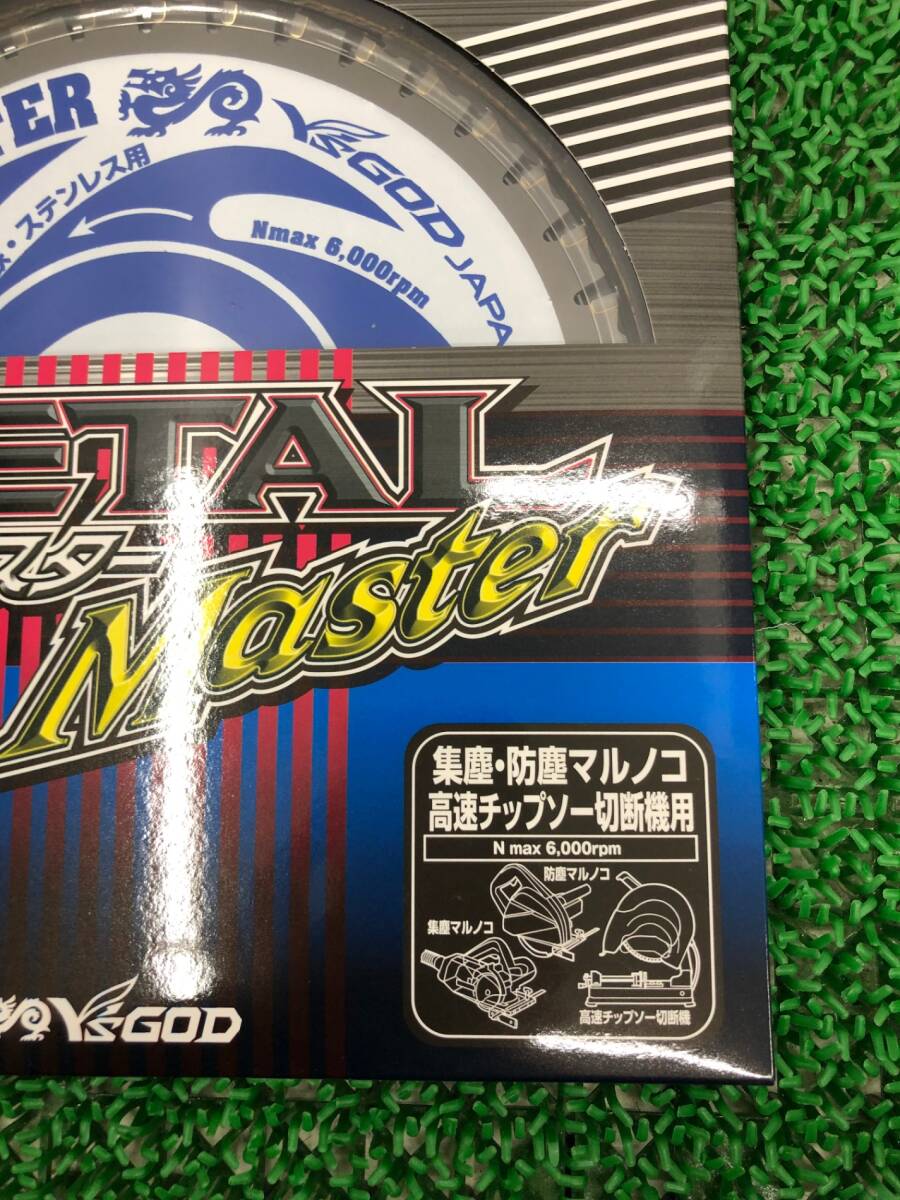 TER YSGOD JAPA
・ステンレス用
Nmax 6,000rpm
ETAL
スター
Master
集塵・防塵マルノコ
高速チップソー切断機用
N max 6,000rpm
防塵マルノコ
集塵マルノコ
高速チップソー切断機
YSGOD